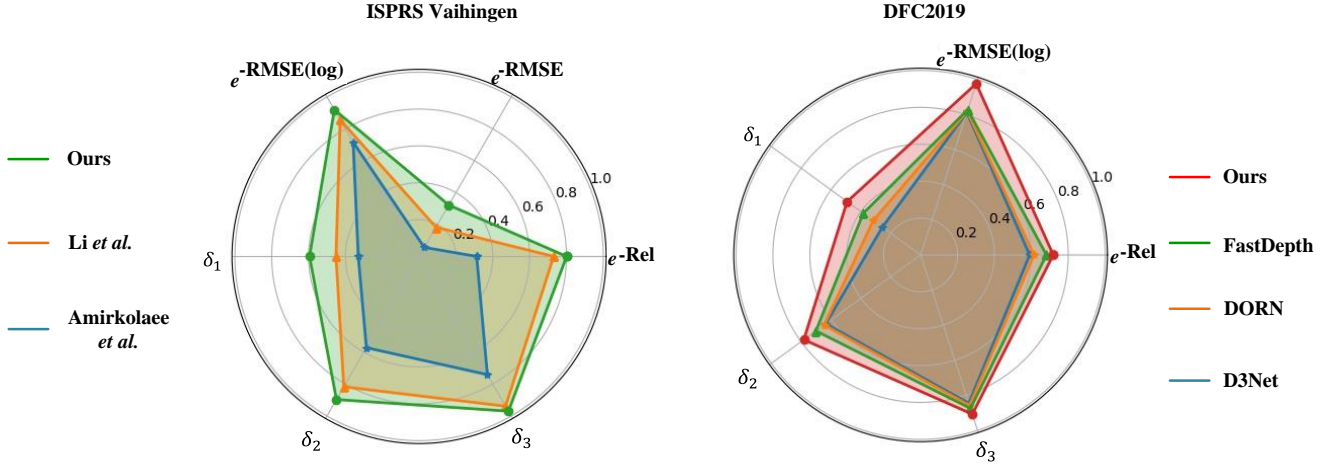 ISPRS Vaihingen
DFC2019
e-RMSE(log)
e-RMSE
e-RMSE(log)
δ1
Ours
1.0
0.8
0.6
0.4
0.2
1.0
0.8
0.6
0.4
0.2
Ours
Li et al.
δ1
e-Rel
e-Rel
FastDepth
Amirkolaee
et al.
DORN
δ2
D3Net
δ2
δ3
δ3